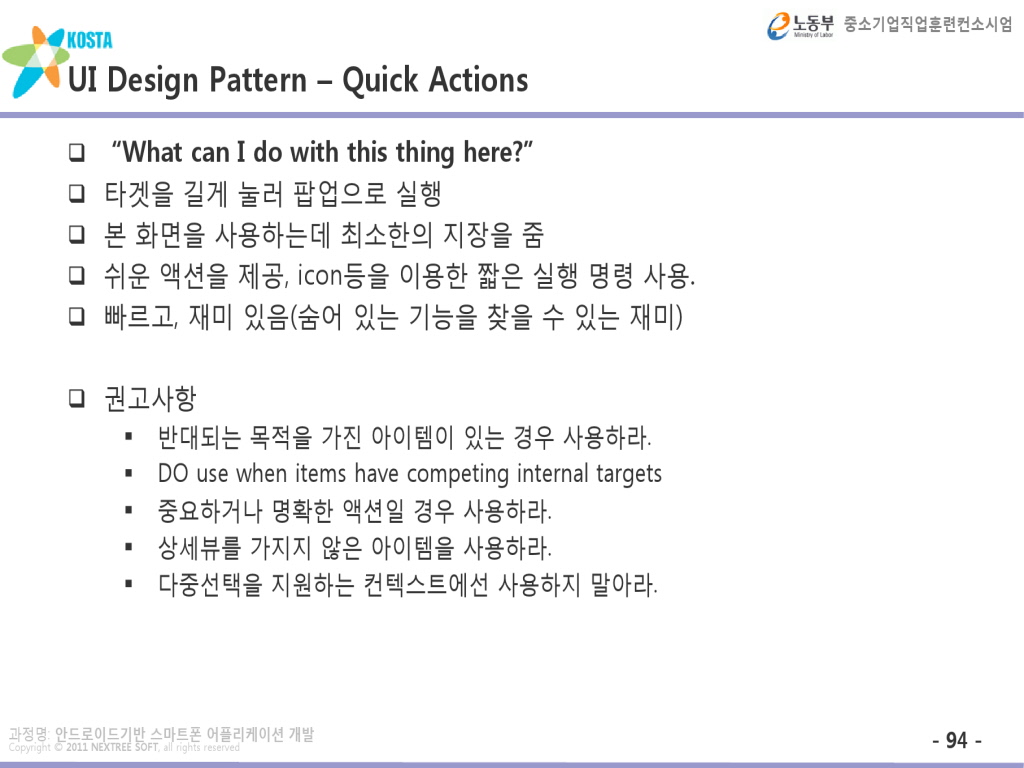 노동부 중소기업직업훈련컨소시엄
Ministry of Labor
KOSTA
UI Design Pattern – Quick Actions
❑ “What can I do with this thing here?”
❑ 타겟을 길게 눌러 팝업으로 실행
❑ 본 화면을 사용하는데 최소한의 지장을 줌
❑ 쉬운 액션을 제공, icon등을 이용한 짧은 실행 명령 사용.
❑ 빠르고, 재미 있음(숨어 있는 기능을 찾을 수 있는 재미)
❑ 권고사항
▪ 반대되는 목적을 가진 아이템이 있는 경우 사용하라.
▪ DO use when items have competing internal targets
▪ 중요하거나 명확한 액션일 경우 사용하라.
▪ 상세뷰를 가지지 않은 아이템을 사용하라.
▪ 다중선택을 지원하는 컨텍스트에선 사용하지 말아라.
과정명: 안드로이드기반 스마트폰 어플리케이션 개발
Copyright © 2011 NEXTREE SOFT, all rights reserved
- 94 -